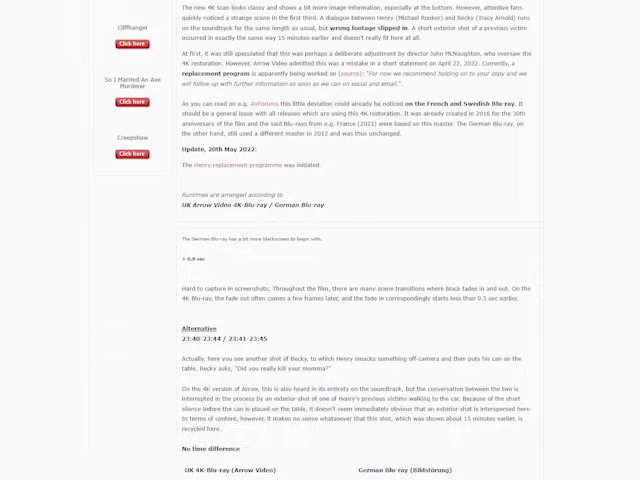 Cliffhanger
Click here
So I Married An Axe
Murderer
Click here
Creepshow
Click here
The new 4K scan looks classy and shows a bit more image information, especially at the bottom. However, attentive fans
quickly noticed a strange scene in the first third. A dialogue between Henry (Michael Rooker) and Becky (Tracy Arnold) runs
on the soundtrack for the same length as usual, but wrong footage slipped in. A short exterior shot of a previous victim
occurred in exactly the same way 15 minutes earlier and doesn't really fit here at all.
At first, it was still speculated that this was perhaps a deliberate adjustment by director John McNaughton, who oversaw the
4K restoration. However, Arrow Video admitted this was a mistake in a short statement on April 22, 2022. Currently, a
replacement program is apparently being worked on (source): "For now we recommend holding on to your copy and we
will follow up with further information as soon as we can on social and email.".
As you can read on e.g. AVForums this little deviation could already be noticed on the French and Swedish Blu-ray. It
should be a general issue with all releases which are using this 4K restoration. It was already created in 2016 for the 30th
anniversary of the film and the said Blu-rays from e.g. France (2021) were based on this master. The German Blu-ray, on
the other hand, still used a different master in 2012 and was thus unchanged.
Update, 20th May 2022:
The Henry replacement programme was initiated.
Runtimes are arranged according to
UK Arrow Video 4K-Blu-ray / German Blu-ray
The German Blu-ray has a bit more blackscreen to begin with.
+ 6.8 sec
Hard to capture in screenshots: Throughout the film, there are many scene transitions where black fades in and out. On the
4K Blu-ray, the fade out often comes a few frames later, and the fade in correspondingly starts less than 0.5 sec earlier.
Alternative
23:40-23:44 / 23:41-23:45
Actually, here you see another shot of Becky, to which Henry smacks something off-camera and then puts his can on the
table. Becky asks, "Did you really kill your momma?"
On the 4K version of Arrow, this is also heard in its entirety on the soundtrack, but the conversation between the two is
interrupted in the process by an exterior shot of one of Henry's previous victims walking to the car. Because of the short
silence before the can is placed on the table, it doesn't seem immediately obvious that an exterior shot is interspersed here.
In terms of content, however, it makes no sense whatsoever that this shot, which was shown about 15 minutes earlier, is
recycled here.
No time difference
UK 4K-Blu-ray (Arrow Video) German Blu-ray (Bildstörung)